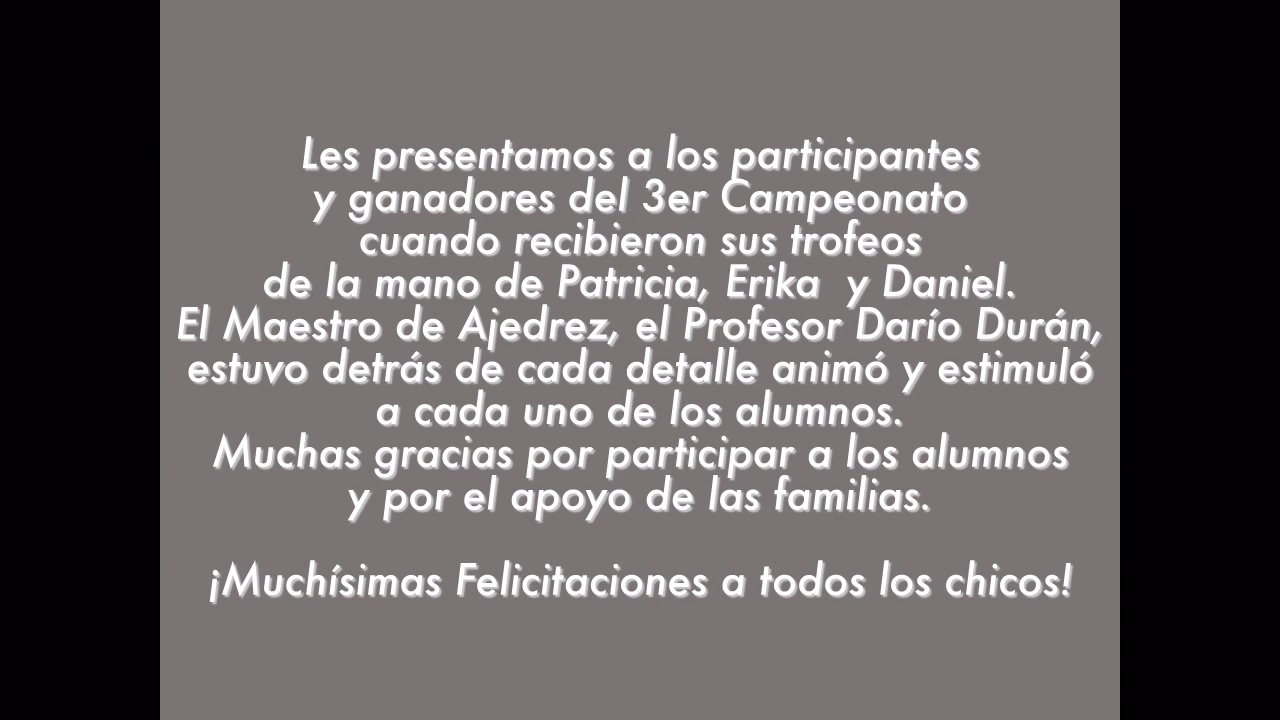 Les presentamos a los participantes
y ganadores del 3er Campeonato
cuando recibieron sus trofeos
de la mano de Patricia, Erika  y Daniel.
El Maestro de Ajedrez, el Profesor Darío Durán,
estuvo detrás de cada detalle animó y estimuló
a cada uno de los alumnos.
Muchas gracias por participar a los alumnos
y por el apoyo de las familias.
¡Muchísimas Felicitaciones a todos los chicos!